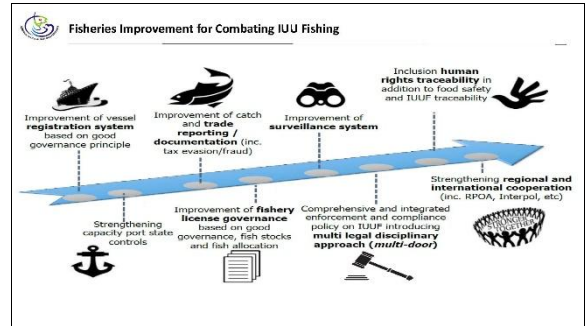 Fisheries Improvement for Combating IUU Fishing
Improvement of vessel
registration system
based on good
governance principle
Improvement of catch
and trade
reporting /
documentation (inc.
tax evasion/fraud)
Improvement of
surveillance system
Inclusion human
rights traceability in
addition to food safety
and IUUF traceability
Strengthening
capacity port state
controls
Improvement of fishery
license governance
based on good
governance, fish stocks
and fish allocation
Comprehensive and integrated
enforcement and compliance
policy on IUUF introducing
multi legal disciplinary
approach (multi-door)
Strengthening regional and
international cooperation
(inc. RPOA, Interpol, etc)
STRONGER
TOGETHER